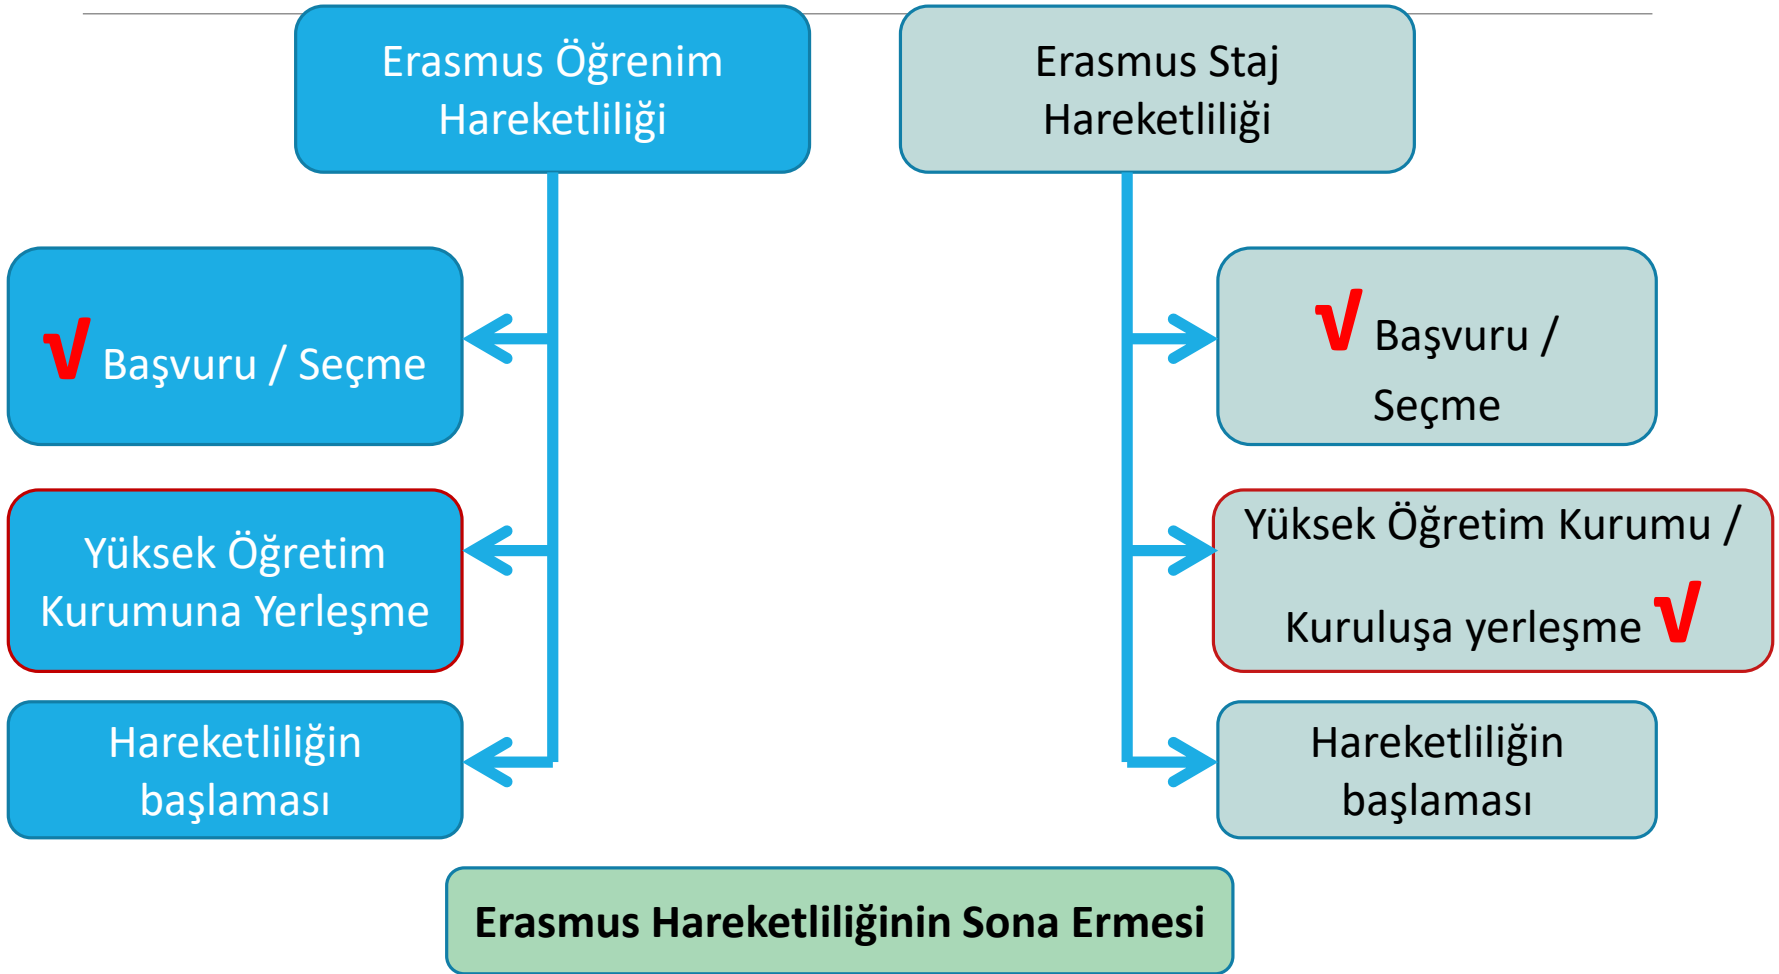 Erasmus Öğrenim
Hareketliliği
Erasmus Staj
Hareketliliği
√ Başvuru / Seçme
√ Başvuru /
Seçme
Yüksek Öğretim
Kurumuna Yerleşme
Yüksek Öğretim Kurumu /
Kuruluşa yerleşme √
Hareketliliğin
başlaması
Hareketliliğin
başlaması
Erasmus Hareketliliğinin Sona Ermesi